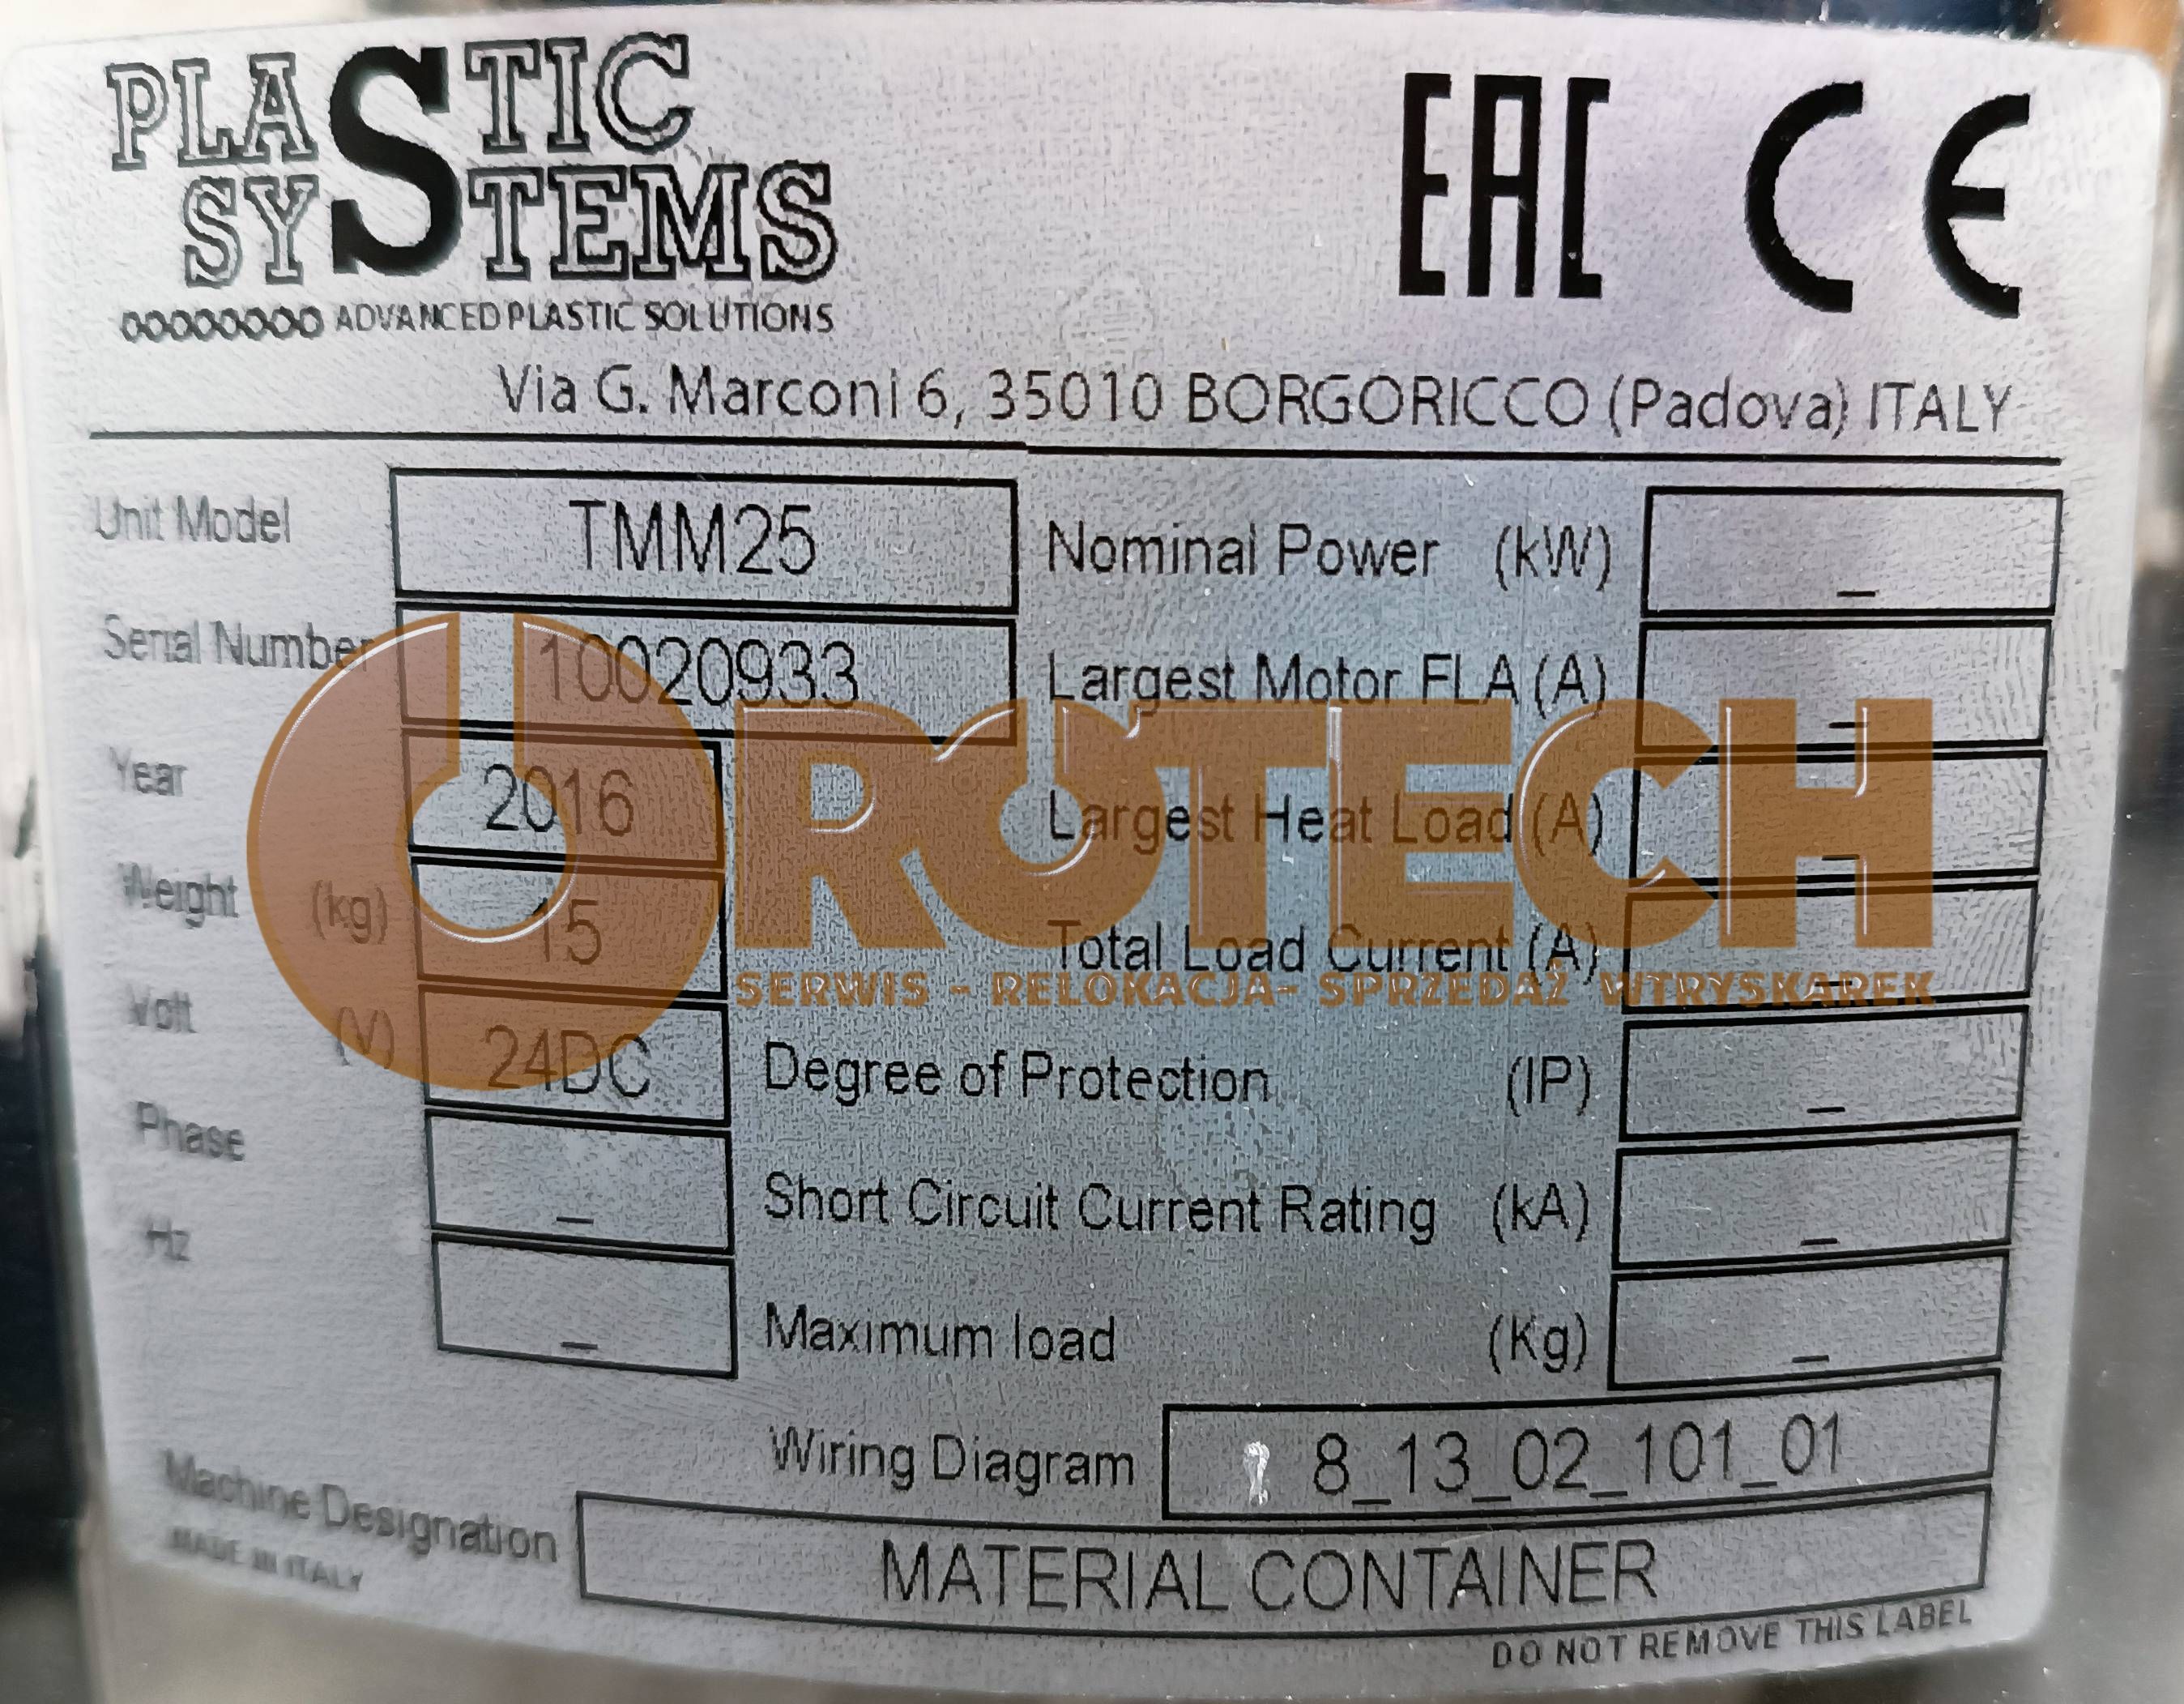 PLASTIC
SYSTEMS
ADVANCED PLASTIC SOLUTIONS
EAC CE
Via G. Marconi 6, 35010 BORGORICCO (Padova) ITALY
Unit Model TMM25 Nominal Power (kW) _
Serial Number 10020933 Largest Motor FLA (A) _
Year 2016 Largest Heat Load (A) _
Weight (kg) 15 Total Load Current (A) _
OROTECH
SERWIS - RELOKACJA- SPRZEDAŻ WTRYSKAREK
Volt (V) 24DC Degree of Protection (IP) _
Phase _ Short Circuit Current Rating (kA) _
Hz _ Maximum load (Kg) _
Wiring Diagram 8_13_02_101_01
Machine Designation MATERIAL CONTAINER
MADE IN ITALY
DO NOT REMOVE THIS LABEL